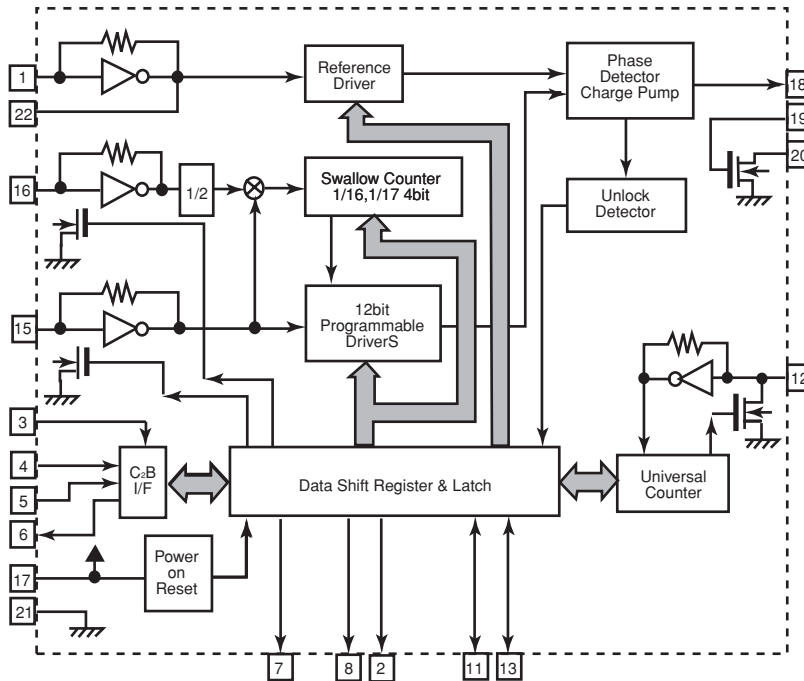 1
Reference
Driver
Phase
Detector
Charge Pump
18
22
19
20
16
1/2
Swallow Counter
1/16,1/17 4bit
Unlock
Detector
15
12bit
Programmable
DriverS
12
3
4
C2B
I/F
5
6
Data Shift Register & Latch
Universal
Counter
17
Power
on
Reset
21
7
8
2
11
13